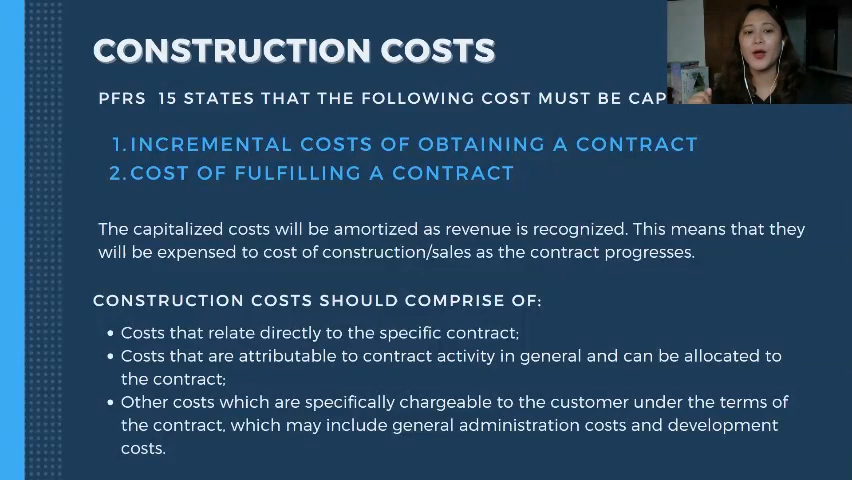 CONSTRUCTION COSTS
PFRS 15 STATES THAT THE FOLLOWING COST MUST BE
1. INCREMENTAL COSTS OF OBTAINING A CONTRACT
2. COST OF FULFILLING A CONTRACT
The capitalized costs will be amortized as revenue is recognized. This means that they
will be expensed to cost of construction/sales as the contract progresses.
CONSTRUCTION COSTS SHOULD COMPRISE OF:
• Costs that relate directly to the specific contract;
• Costs that are attributable to contract activity in general and can be allocated to
the contract;
• Other costs which are specifically chargeable to the customer under the terms of
the contract, which may include general administration costs and development
costs.